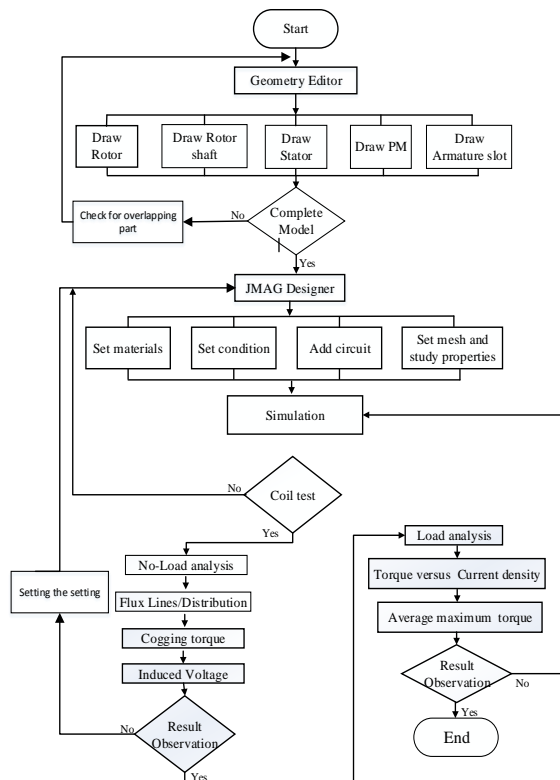 Start
Geometry Editor
Draw
Rotor
Draw Rotor
shaft
Draw
Stator
Draw PM
Draw
Armature slot
Check for overlapping
part
No
Complete
Model
Yes
JMAG Designer
Set materials
Set condition
Add circuit
Set mesh and
study properties
Simulation
No
Coil test
Yes
No-Load analysis
Flux Lines/Distribution
Cogging torque
Induced Voltage
Setting the setting
No
Result
Observation
Yes
Load analysis
Torque versus Current density
Average maximum torque
Result
Observation
No
Yes
End